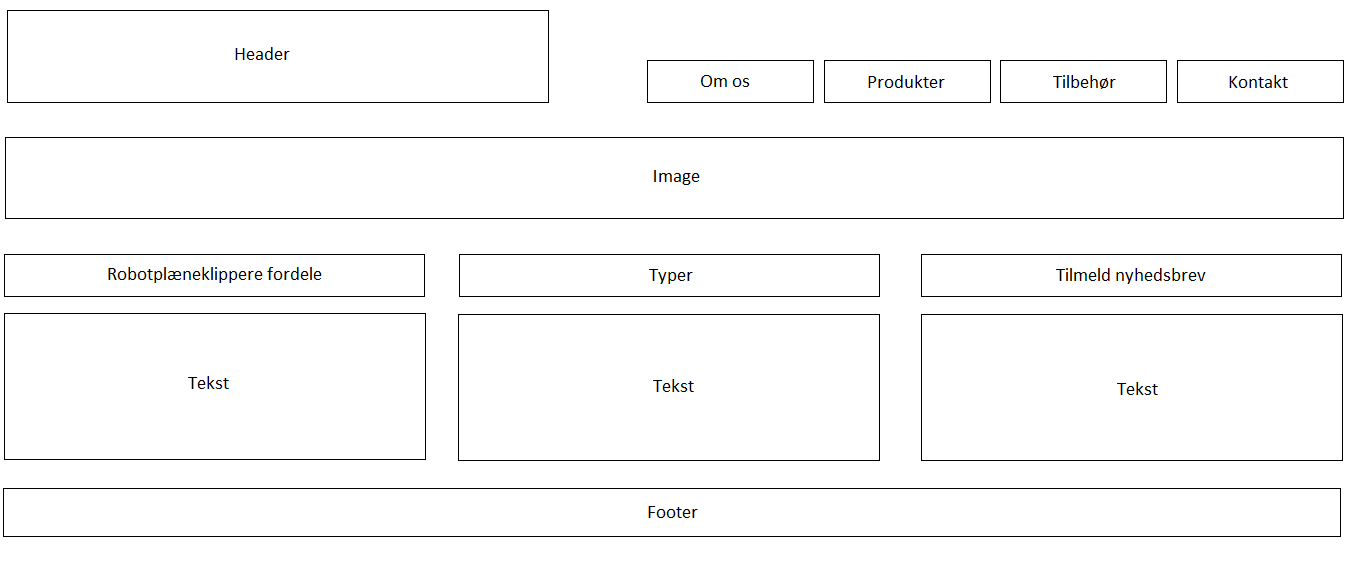 Header
Om os
Produkter
Tilbehør
Kontakt
Image
Robotplæneklippere fordele
Typer
Tilmeld nyhedsbrev
Tekst
Tekst
Tekst
Footer